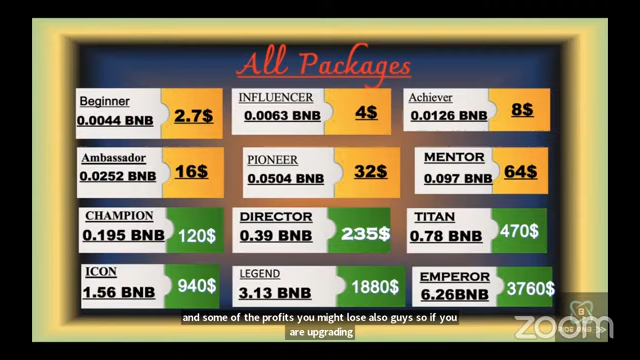 All Packages
Beginner
0.0044 BNB
2.7$
INFLUENCER
0.0063 BNB
4$
Achiever
0.0126 BNB
8$
Ambassador
0.0252 BNB
16$
PIONEER
0.0504 BNB
32$
MENTOR
0.097 BNB
64$
CHAMPION
0.195 BNB
120$
DIRECTOR
0.39 BNB
235$
TITAN
0.78 BNB
470$
ICON
1.56 BNB
940$
LEGEND
3.13 BNB
1880$
EMPEROR
6.26BNB
3760$
and some of the profits you might lose also guys so if you
are upgrading
zoom